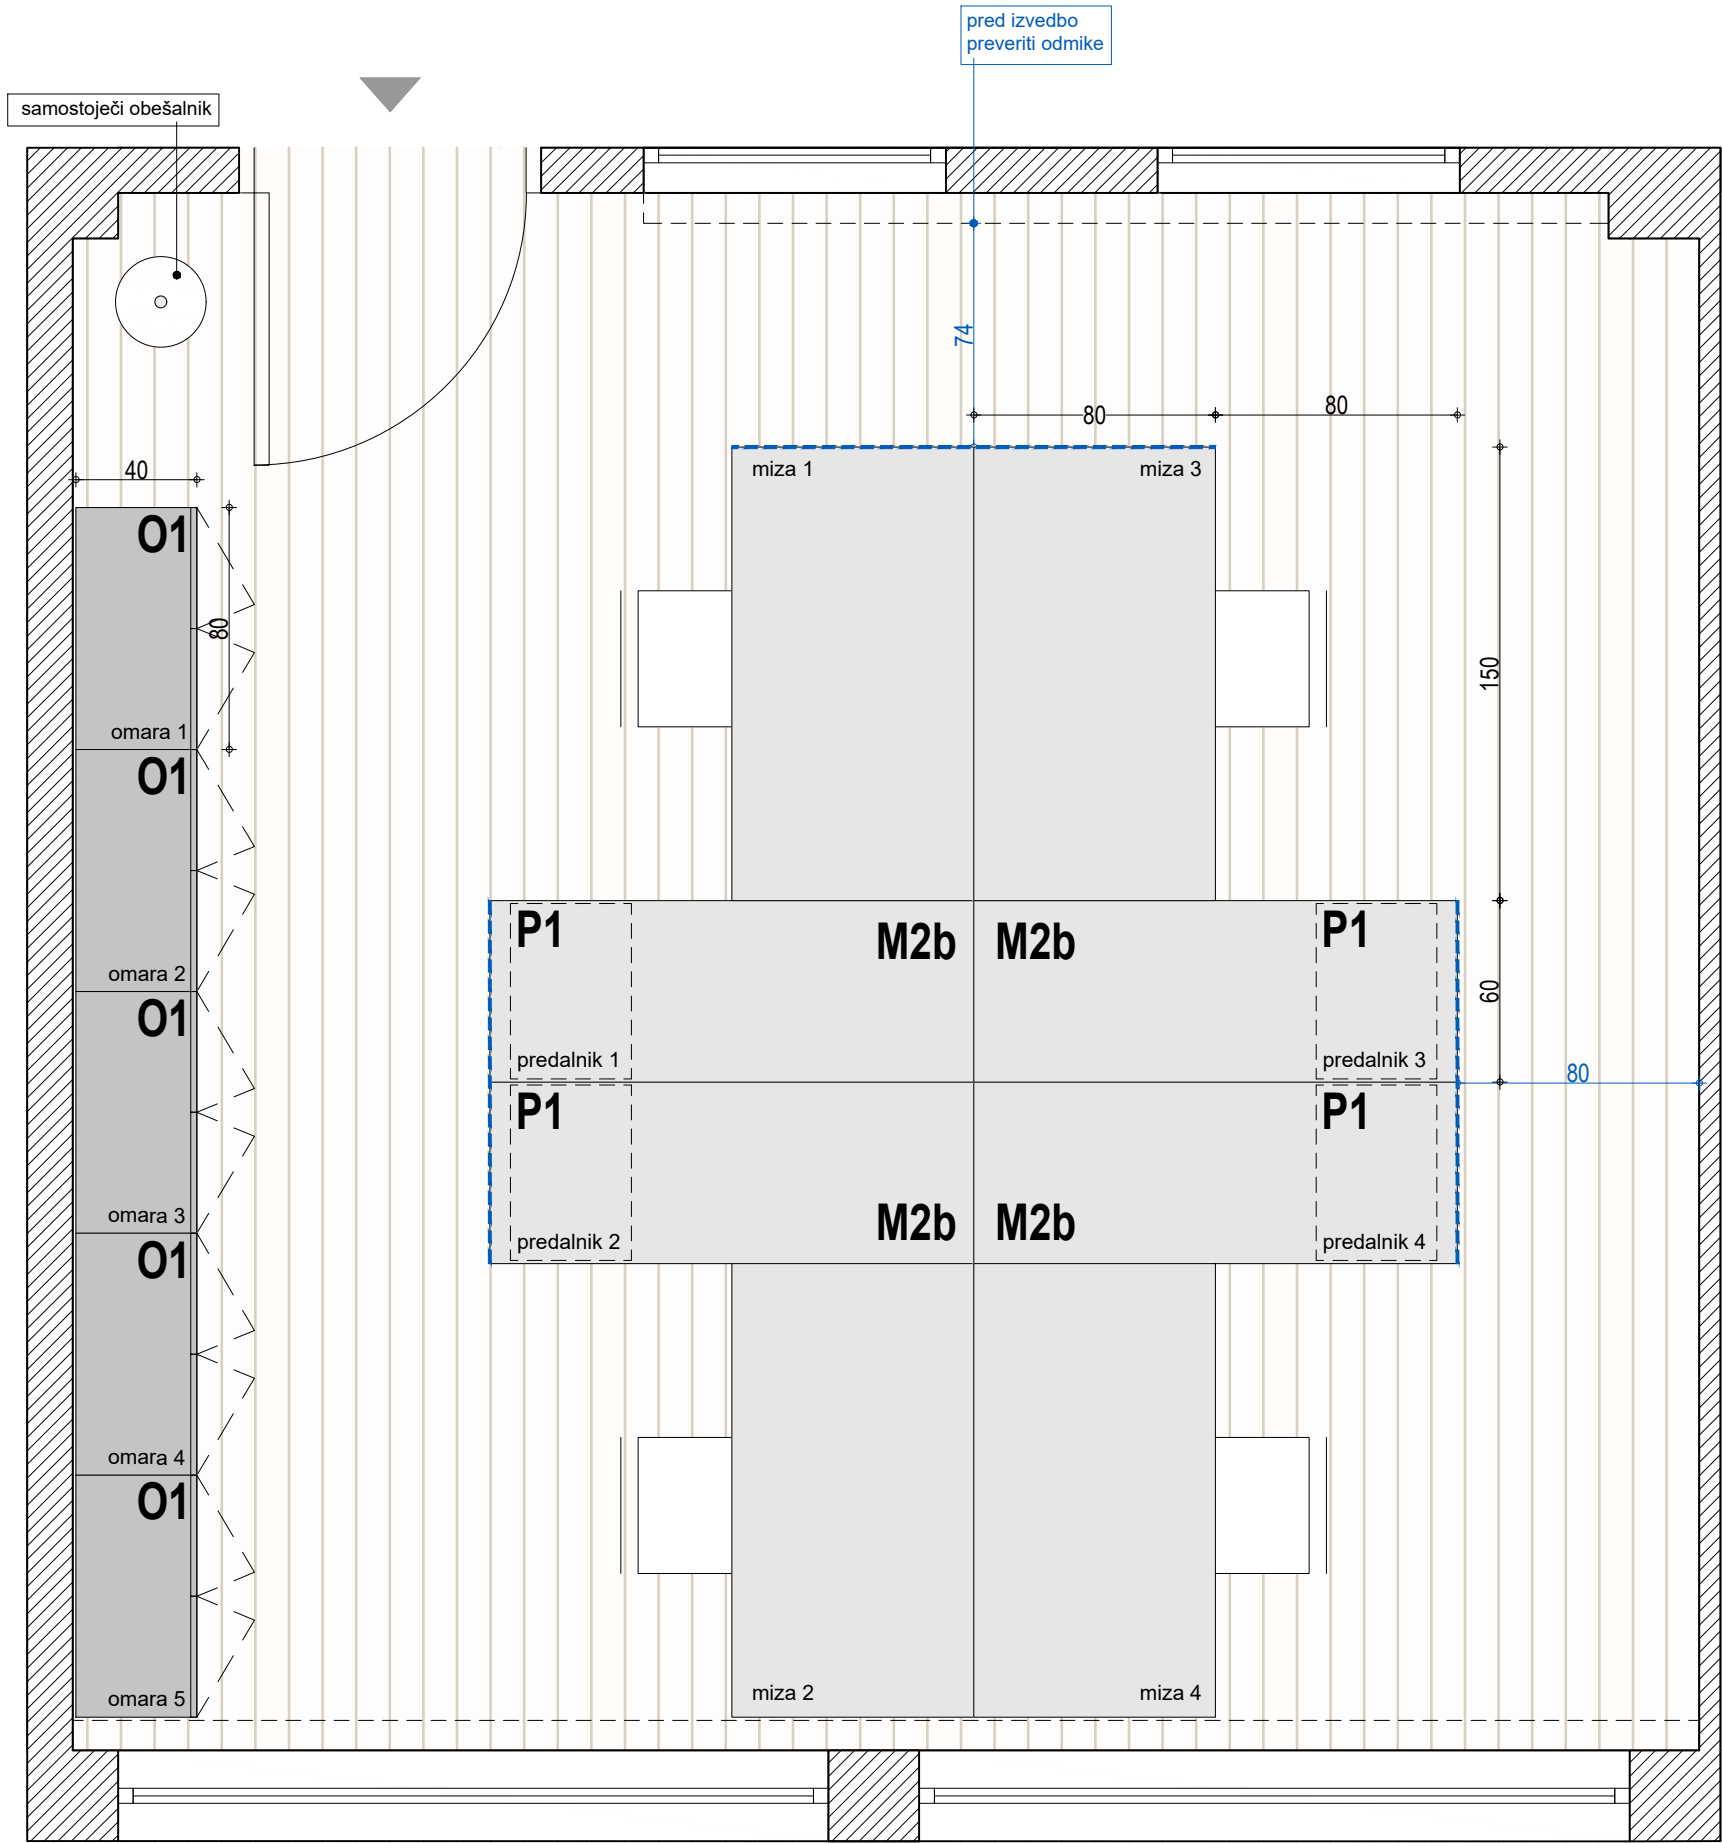 pred izvedbo
preveriti odmike
samostoječi obešalnik
74
80
80
40
miza 1
miza 3
O1
80
150
omara 1
O1
P1
M2b
M2b
P1
omara 2
60
O1
predalnik 1
predalnik 3
80
P1
P1
omara 3
M2b
M2b
O1
predalnik 2
predalnik 4
omara 4
O1
omara 5
miza 2
miza 4